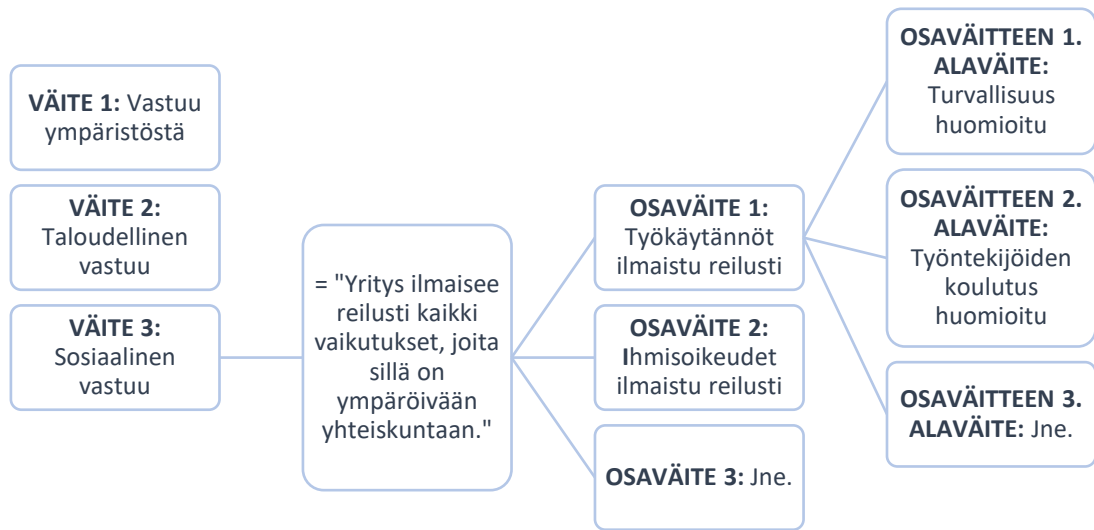 VÄITE 1: Vastuu
ympäristöstä
VÄITE 2:
Taloudellinen
vastuu
VÄITE 3:
Sosiaalinen
vastuu
= "Yritys ilmaisee
reilusti kaikki
vaikutukset, joita
sillä on
ympäröivään
yhteiskuntaan."
OSAVÄITE 1:
Työkäytännöt
ilmaistu reilusti
OSAVÄITE 2:
Ihmisoikeudet
ilmaistu reilusti
OSAVÄITE 3: Jne.
OSAVÄITTEEN 1.
ALAVÄITE:
Turvallisuus
huomioitu
OSAVÄITTEEN 2.
ALAVÄITE:
Työntekijöiden
koulutus
huomioitu
OSAVÄITTEEN 3.
ALAVÄITE: Jne.